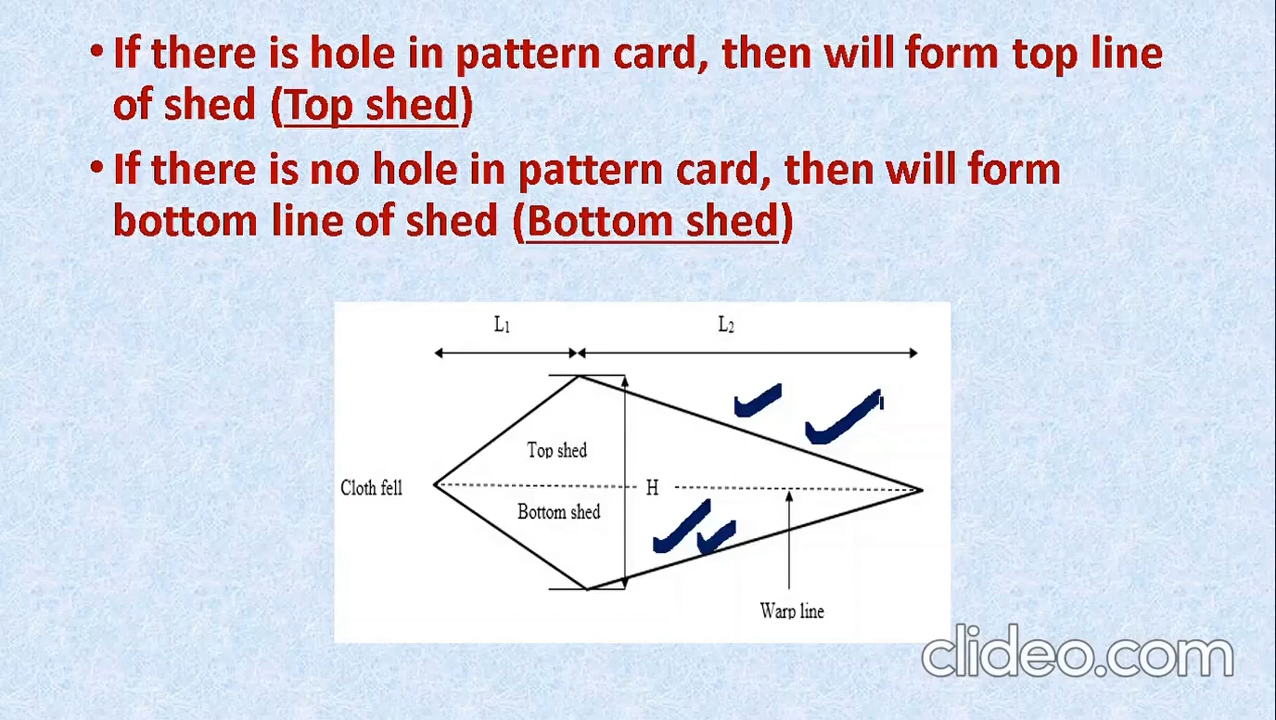 • If there is hole in pattern card, then will form top line
of shed (Top shed)
• If there is no hole in pattern card, then will form
bottom line of shed (Bottom shed)
L₁ L₂
Top shed
Cloth fell H
Bottom shed
Warp line
clideo.com